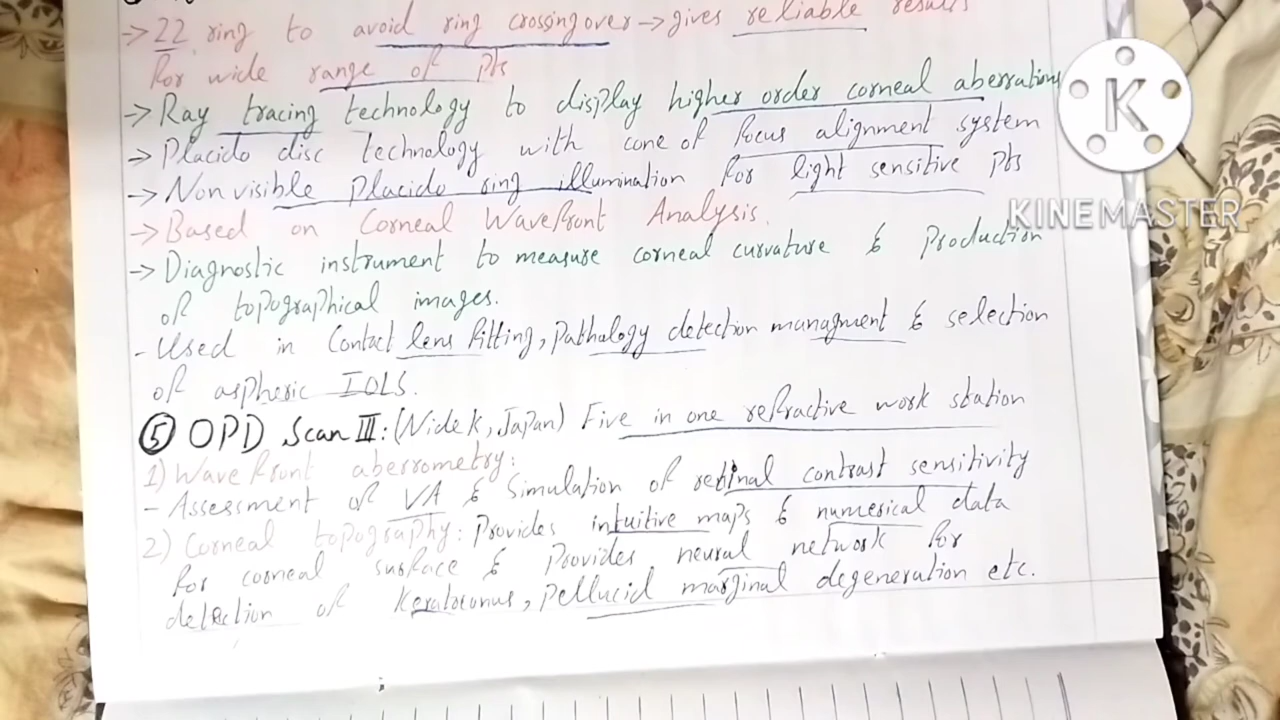 → 22 ring to avoid ring crossing over → gives reliable results
for wide range of pts
→ Ray tracing technology to display higher order corneal aberrations
→ Placido disc technology with cone of focus alignment system
→ Non visible placido ring illumination for light sensitive pts
→ Based on Corneal Wavefront Analysis.
→ Diagnostic instrument to measure corneal curvature & Production
of topographical images.
- Used in Contact lens fitting, pathology detection managment & selection
of aspheric IOLS.
⑤ OPD Scan III: (Nidek, Japan) Five in one refractive work station
1) Wavefront aberrometry:
- Assessment of VA & Simulation of retinal contrast sensitivity
2) Corneal topography: Provides intuitive maps & numerical data
for corneal surface & Provides neural network for
detection of Keratoconus, Pellucid marginal degeneration etc.
K
KINEMASTER